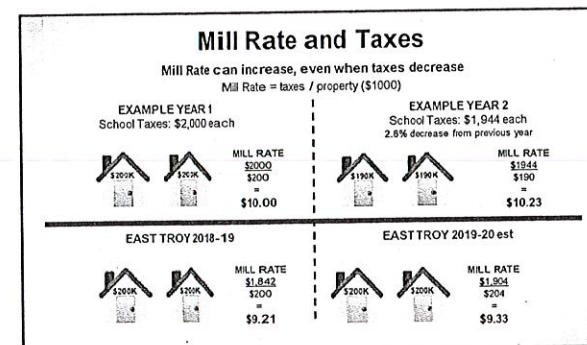 Mill Rate and Taxes
Mill Rate can increase, even when taxes decrease
Mill Rate = taxes / property ($1000)
EXAMPLE YEAR 1
School Taxes: $2,000 each
$200K
$200K
MILL RATE
$2000
$200
=
$10.00
EXAMPLE YEAR 2
School Taxes: $1,944 each
2.8% decrease from previous year
$190K
$190K
MILL RATE
$1944
$190
=
$10.23
EAST TROY 2018-19
$200K
$200K
MILL RATE
$1,842
$200
=
$9.21
EAST TROY 2019-20 est
$200K
$200K
MILL RATE
$1,904
$204
=
$9.33